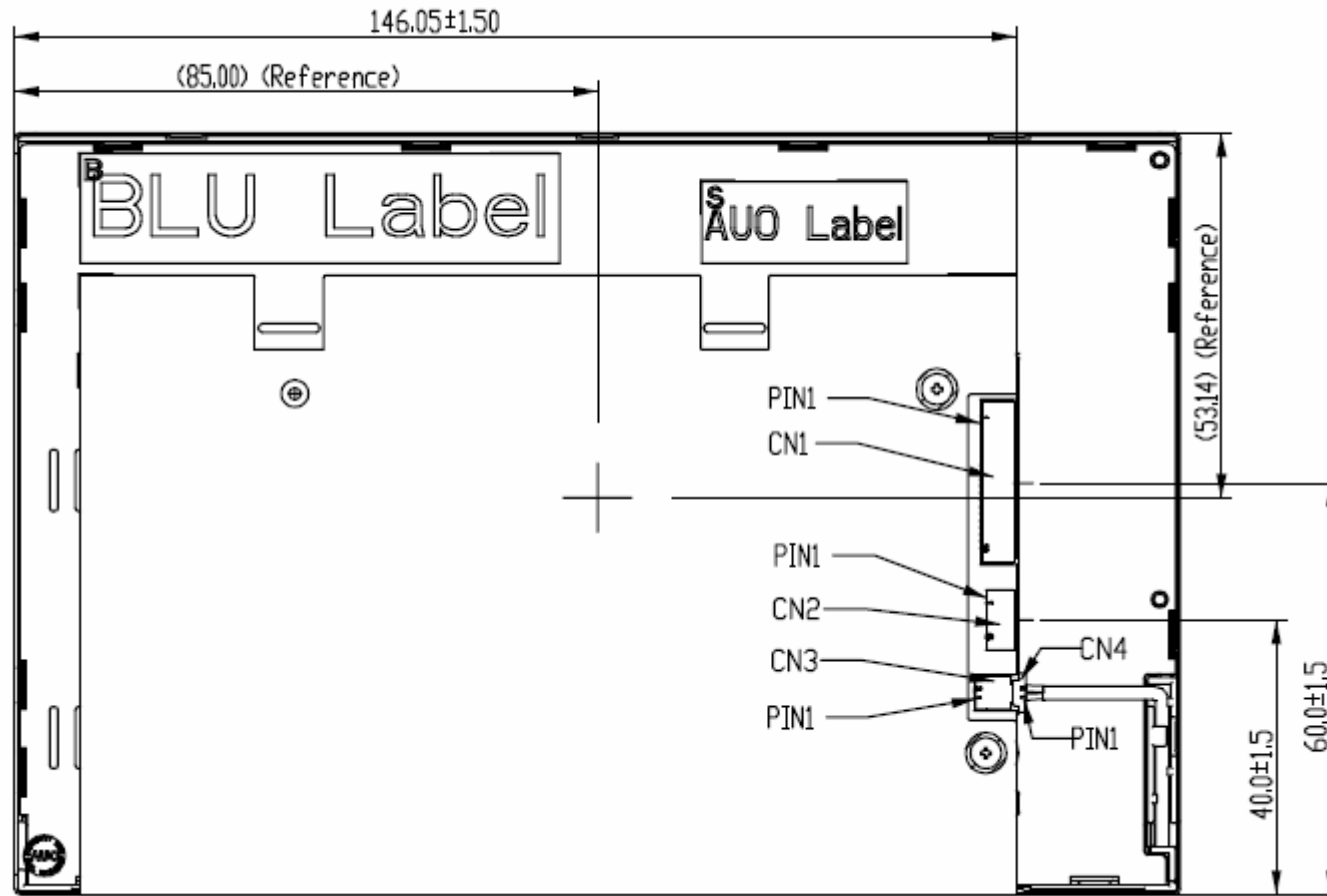 146.05±1.50
(85.00) (Reference)
B
BLU Label
S
AUO Label
(53.14) (Reference)
PIN1
CN1
PIN1
CN2
CN3
CN4
PIN1
PIN1
40.0±1.5
60.0±1.5
AUO